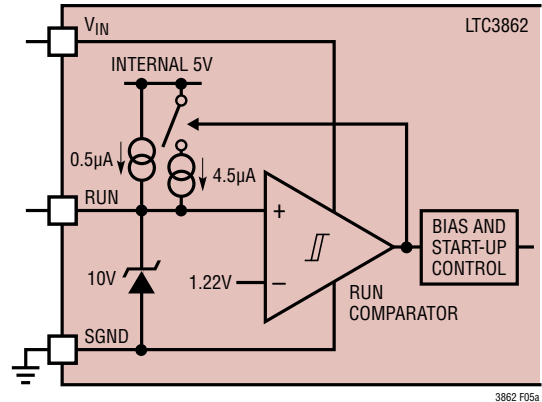 V_IN
LTC3862
INTERNAL 5V
0.5µA
4.5µA
RUN
+
BIAS AND
START-UP
CONTROL
10V
1.22V
–
RUN
COMPARATOR
SGND
3862 F05a